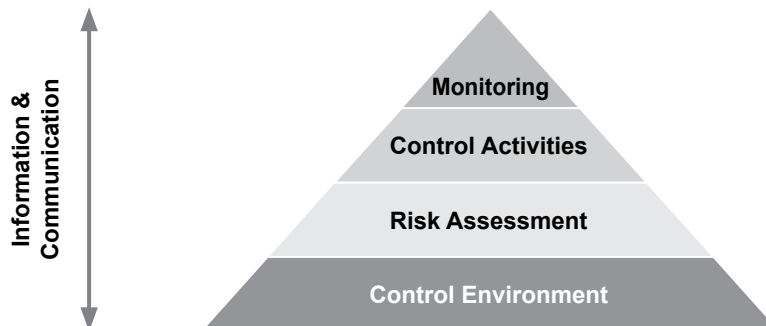 Information &
Communication
Monitoring
Control Activities
Risk Assessment
Control Environment